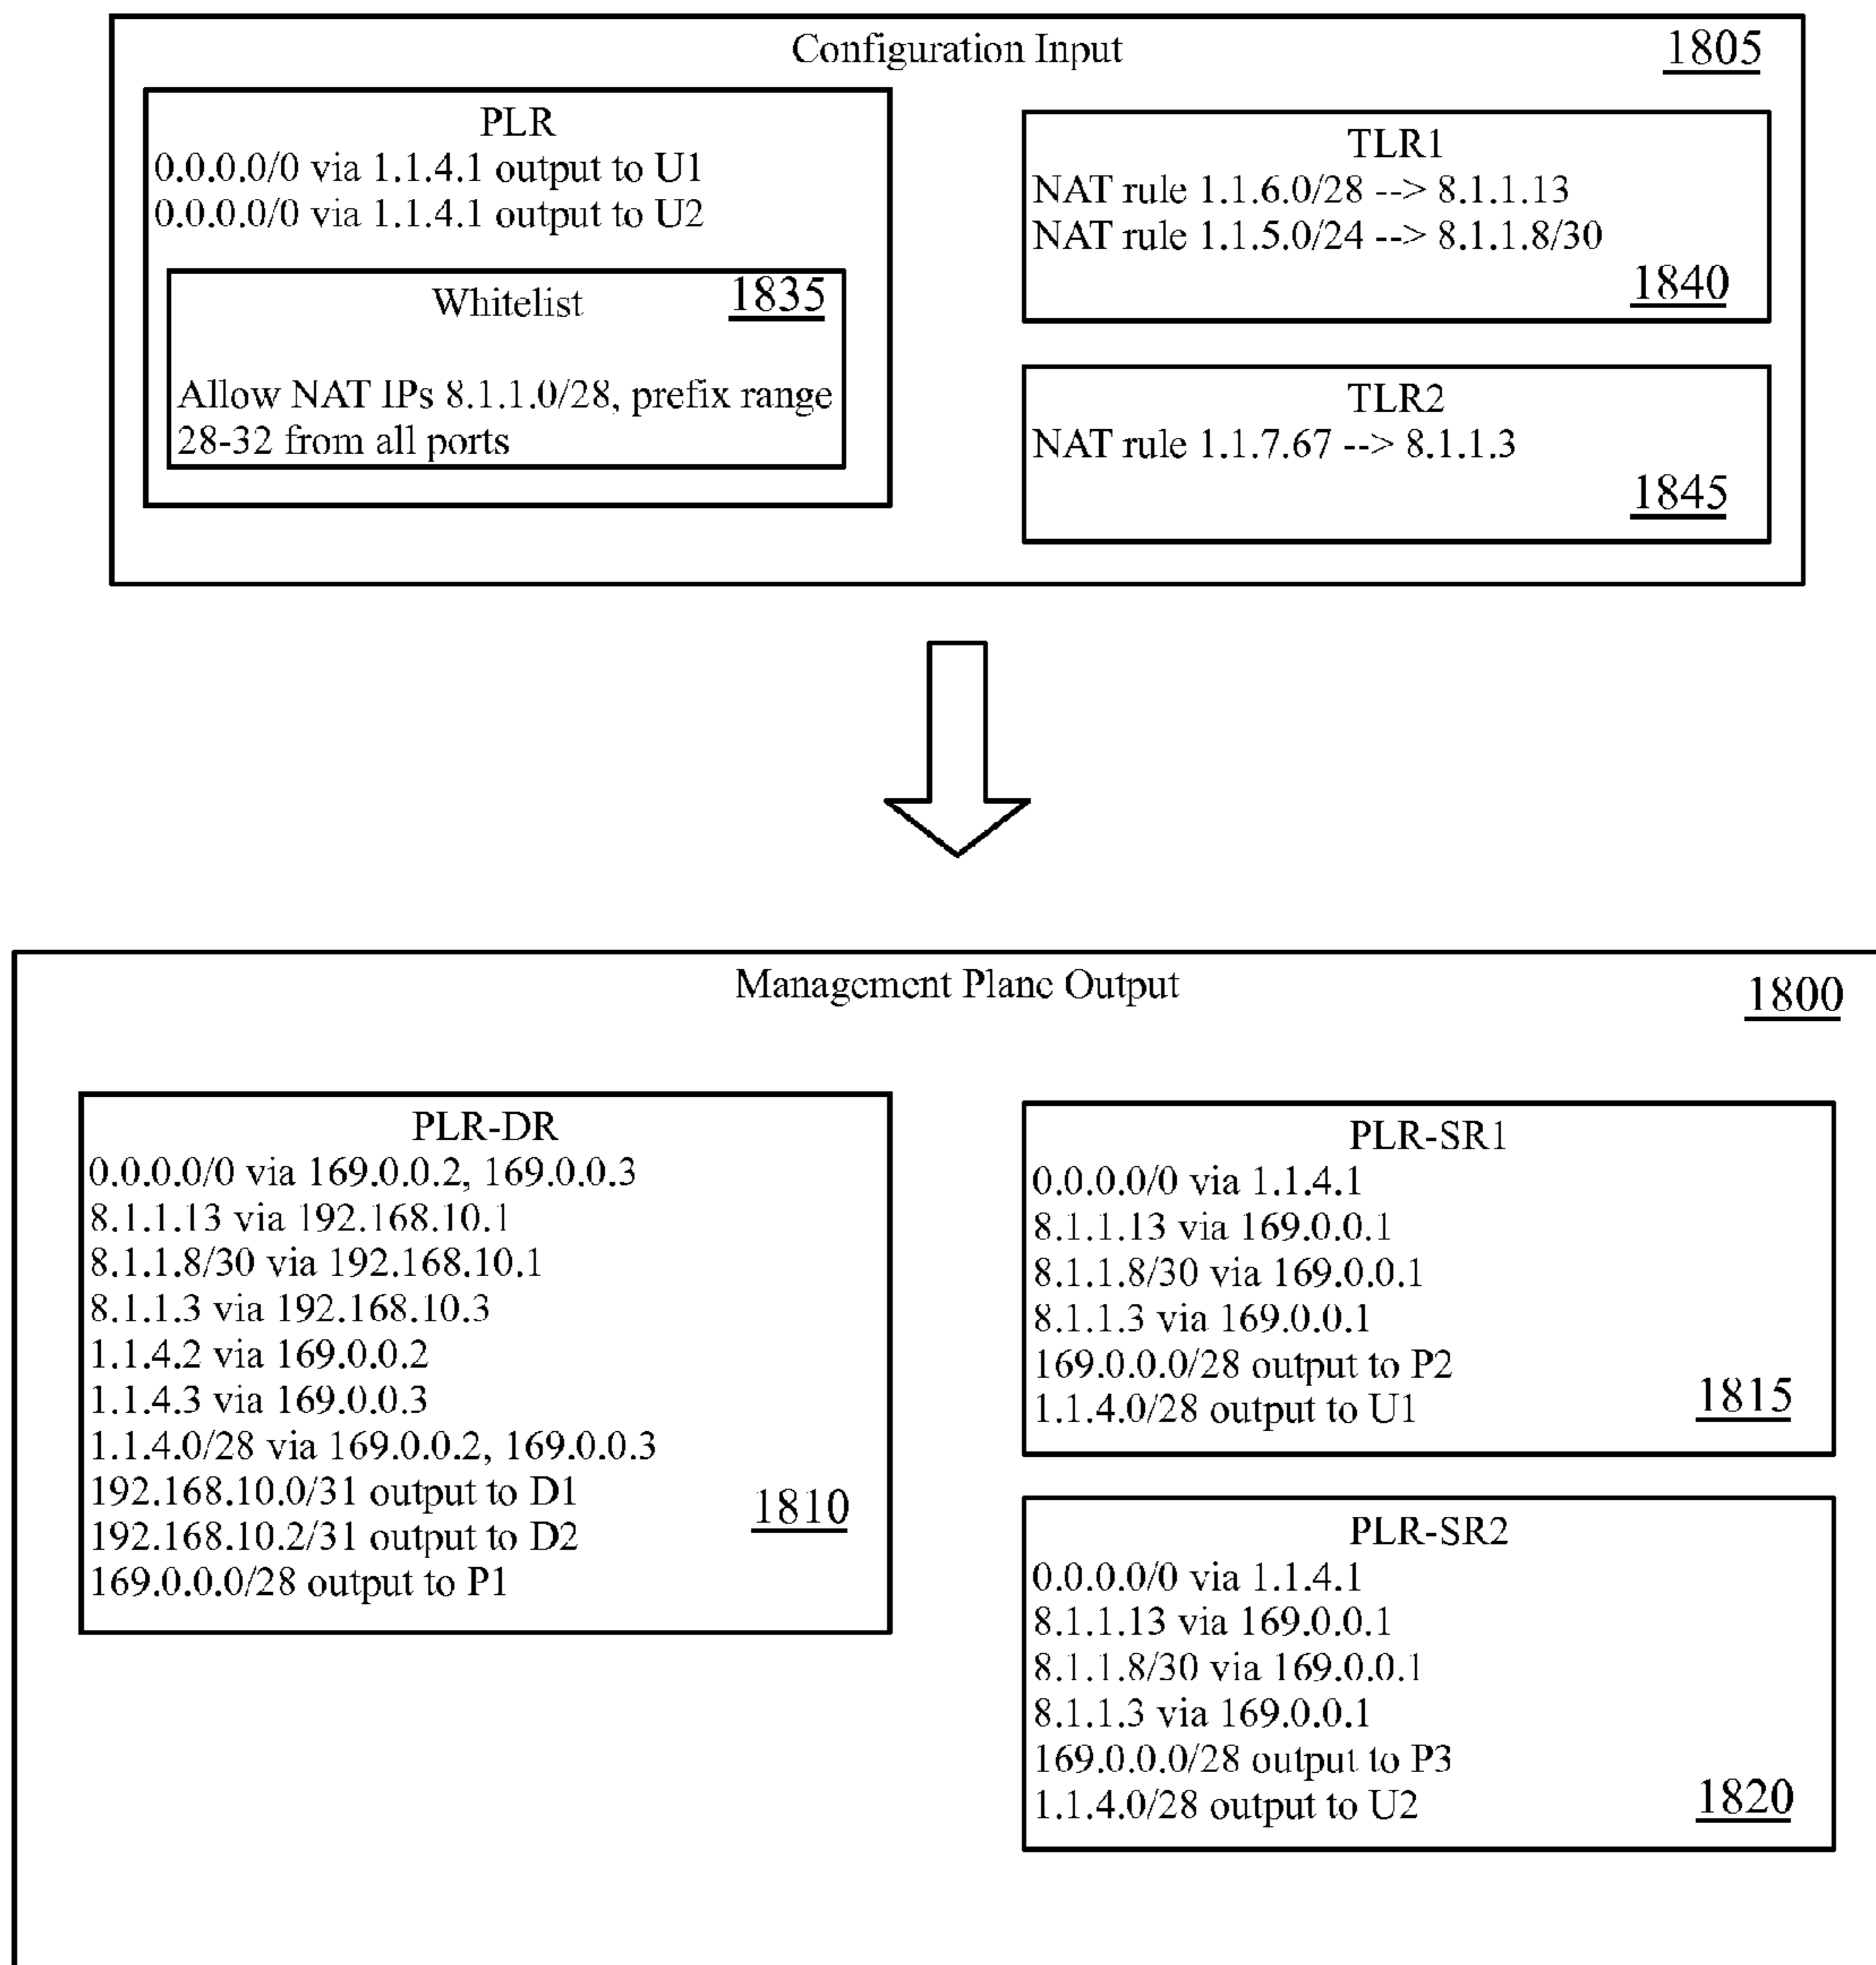 Configuration Input
1805
PLR
0.0.0.0/0 via 1.1.4.1 output to U1
0.0.0.0/0 via 1.1.4.1 output to U2
Whitelist
1835
Allow NAT IPs 8.1.1.0/28, prefix range
28-32 from all ports
TLR1
NAT rule 1.1.6.0/28 --> 8.1.1.13
NAT rule 1.1.5.0/24 --> 8.1.1.8/30
1840
TLR2
NAT rule 1.1.7.67 --> 8.1.1.3
1845
Management Plane Output
1800
PLR-DR
0.0.0.0/0 via 169.0.0.2, 169.0.0.3
8.1.1.13 via 192.168.10.1
8.1.1.8/30 via 192.168.10.1
8.1.1.3 via 192.168.10.3
1.1.4.2 via 169.0.0.2
1.1.4.3 via 169.0.0.3
1.1.4.0/28 via 169.0.0.2, 169.0.0.3
192.168.10.0/31 output to D1
192.168.10.2/31 output to D2
169.0.0.0/28 output to P1
1810
PLR-SR1
0.0.0.0/0 via 1.1.4.1
8.1.1.13 via 169.0.0.1
8.1.1.8/30 via 169.0.0.1
8.1.1.3 via 169.0.0.1
169.0.0.0/28 output to P2
1.1.4.0/28 output to U1
1815
PLR-SR2
0.0.0.0/0 via 1.1.4.1
8.1.1.13 via 169.0.0.1
8.1.1.8/30 via 169.0.0.1
8.1.1.3 via 169.0.0.1
169.0.0.0/28 output to P3
1.1.4.0/28 output to U2
1820